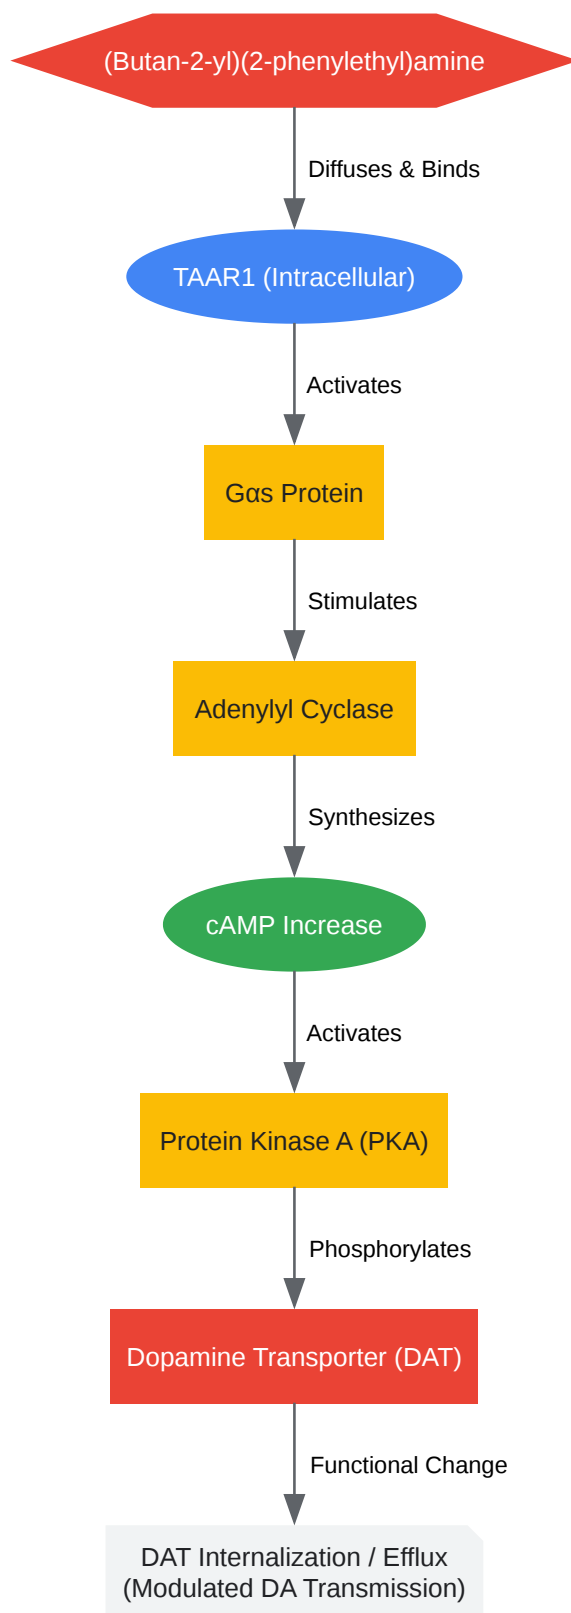 (Butan-2-yl)(2-phenylethyl)amine
Diffuses & Binds
TAAR1 (Intracellular)
Activates
Gαs Protein
Stimulates
Adenylyl Cyclase
Synthesizes
cAMP Increase
Activates
Protein Kinase A (PKA)
Phosphorylates
Dopamine Transporter (DAT)
Functional Change
DAT Internalization / Efflux
(Modulated DA Transmission)